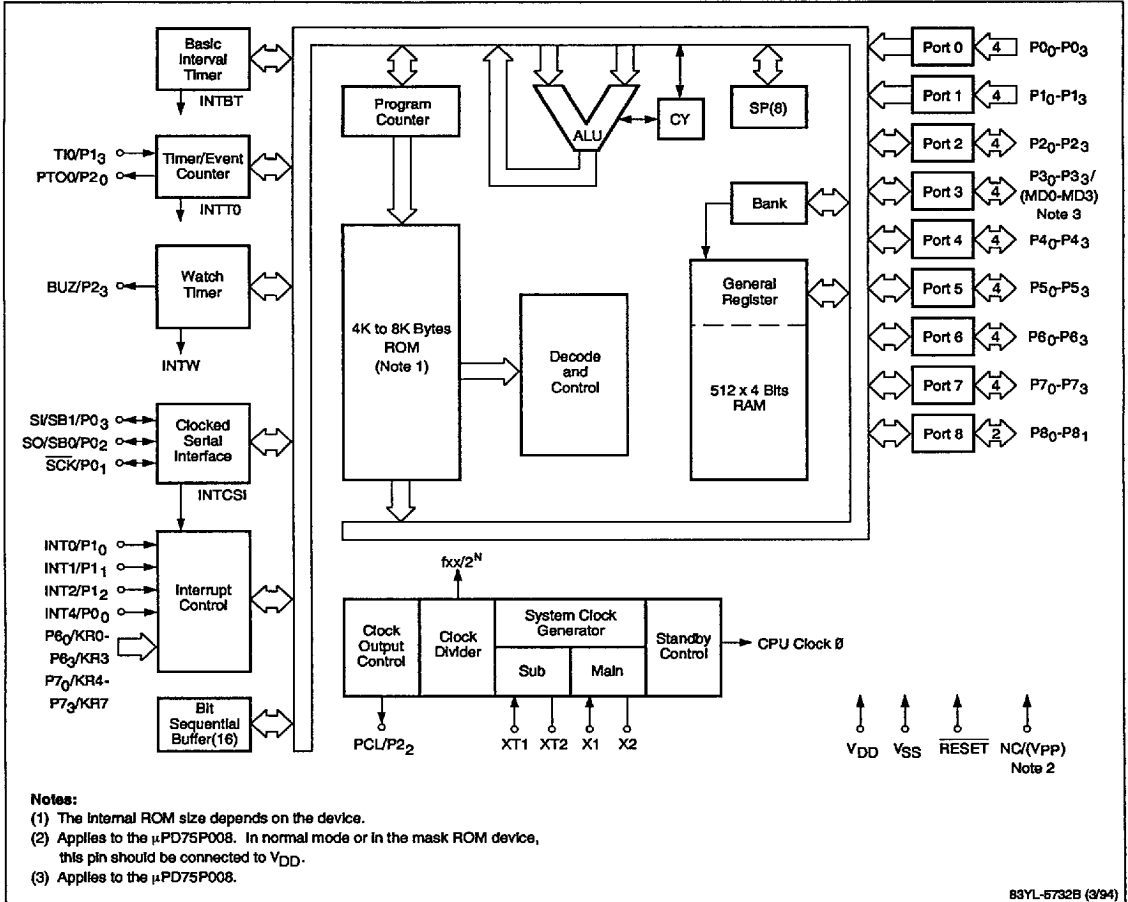 Basic
Interval
Timer
INTBT
TI0/P1₃
PTO0/P2₀
Timer/Event
Counter
INTT0
BUZ/P2₃
Watch
Timer
INTW
SI/SB1/P0₃
SO/SB0/P0₂
S̅C̅K̅/P0₁
Clocked
Serial
Interface
INTCSI
INT0/P1₀
INT1/P1₁
INT2/P1₂
INT4/P0₀
P6₀/KR0-
P6₃/KR3
P7₀/KR4-
P7₃/KR7
Interrupt
Control
Bit
Sequential
Buffer(16)
Program
Counter
ALU
CY
SP(8)
Bank
General
Register
512 x 4 Bits
RAM
4K to 8K Bytes
ROM
(Note 1)
Decode
and
Control
Port 0 4 P0₀-P0₃
Port 1 4 P1₀-P1₃
Port 2 4 P2₀-P2₃
Port 3 4 P3₀-P3₃/
(MD0-MD3)
Note 3
Port 4 4 P4₀-P4₃
Port 5 4 P5₀-P5₃
Port 6 4 P6₀-P6₃
Port 7 4 P7₀-P7₃
Port 8 2 P8₀-P8₁
fxx/2ᴺ
Clock
Output
Control
Clock
Divider
System Clock
Generator
Sub
Main
Standby
Control
CPU Clock Ø
PCL/P2₂
XT1
XT2
X1
X2
VDD
VSS
R̅E̅S̅E̅T̅
NC/(VPP)
Note 2
Notes:
(1) The internal ROM size depends on the device.
(2) Applies to the μPD75P008. In normal mode or in the mask ROM device,
this pin should be connected to VDD.
(3) Applies to the μPD75P008.
83YL-5732B (3/94)